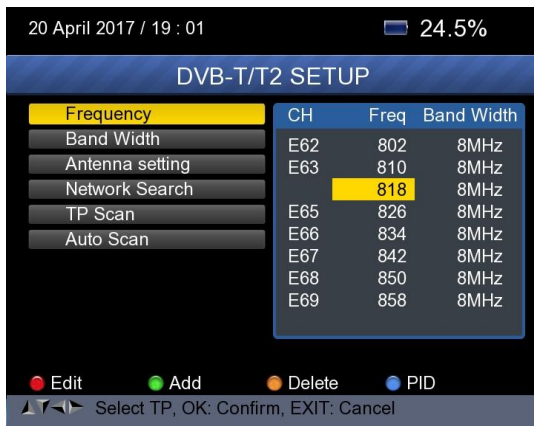 20 April 2017 / 19 : 01 24.5%
DVB-T/T2 SETUP
Frequency
Band Width
Antenna setting
Network Search
TP Scan
Auto Scan
CH Freq Band Width
E62 802 8MHz
E63 810 8MHz
818 8MHz
E65 826 8MHz
E66 834 8MHz
E67 842 8MHz
E68 850 8MHz
E69 858 8MHz
Edit Add Delete PID
Select TP, OK: Confirm, EXIT: Cancel